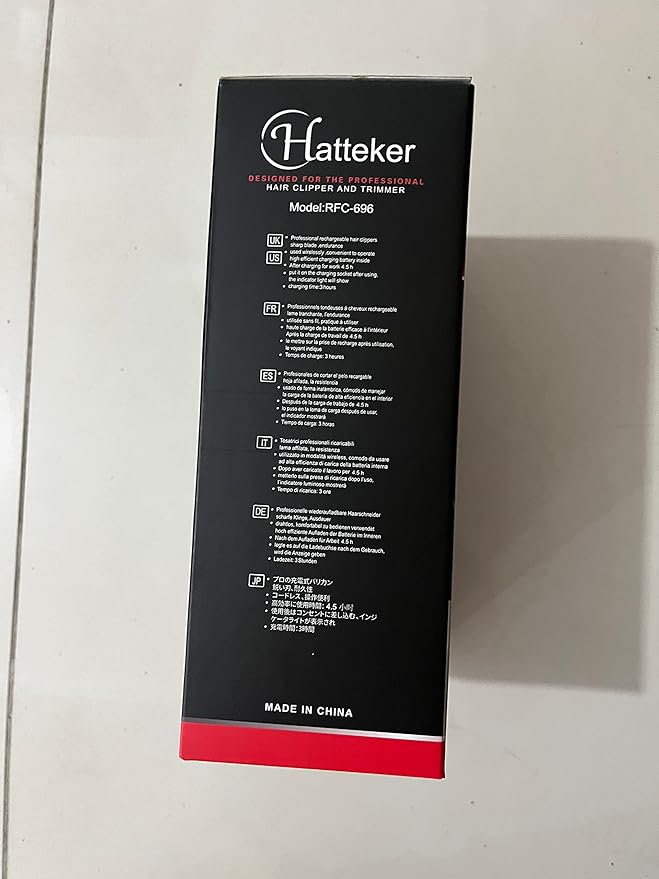 Hatteker
DESIGNED FOR THE PROFESSIONAL
HAIR CLIPPER AND TRIMMER
Model:RFC-696
UK
US
• Professional rechargeable hair clippers
sharp blade ,endurance
• used wirelessly ,convenient to operate
high efficient charging battery inside
• After charging for work 4.5 h
• put it on the charging socket after using,
the indicator light will show
• charging time:3hours
FR
• Professionnels tondeuses à cheveux rechargeable
lame tranchante, l'endurance
• utilisée sans fil, pratique à utiliser
• haute charge de la batterie efficace à l'intérieur
Après la charge de travail de 4.5 h
• le mettre sur la prise de recharge après utilisation,
le voyant indique
• Temps de charge: 3 heures
ES
• Profesionales de cortar el pelo recargable
hoja afilada, la resistencia
• usado de forma inalámbrica, cómodo de manejar
la carga de la batería de alta eficiencia en el interior
• Después de la carga de trabajo de 4.5 h
• lo puso en la toma de carga después de usar,
el indicador mostrará
• Tiempo de carga: 3 horas
IT
• Tosatrici professionali ricaricabili
lama affilata, la resistenza
• utilizzato in modalità wireless, comodo da usare
ad alta efficienza di carica della batteria interna
• Dopo aver caricato il lavoro per 4.5 h
• metterlo sulla presa di ricarica dopo l'uso,
l'indicatore luminoso mostrerà
• Tempo di ricarica: 3 ore
DE
• Professionelle wiederaufladbare Haarschneider
scharfe Klinge, Ausdauer
• drahtlos, komfortabel zu bedienen verwendet
hoch effiziente Aufladen der Batterie im Inneren
• Nach dem Aufladen für Arbeit 4.5 h
• legte es auf die Ladebuchse nach dem Gebrauch,
wird die Anzeige geben
• Ladezeit: 3Stunden
JP
• プロの充電式バリカン
鋭い刃、耐久性
• コードレス、操作便利
• 高効率に使用時間: 4.5 小时
• 使用後はコンセントに差し込む、インジ
ケータライトが表示され
• 充電時間:3時間
MADE IN CHINA